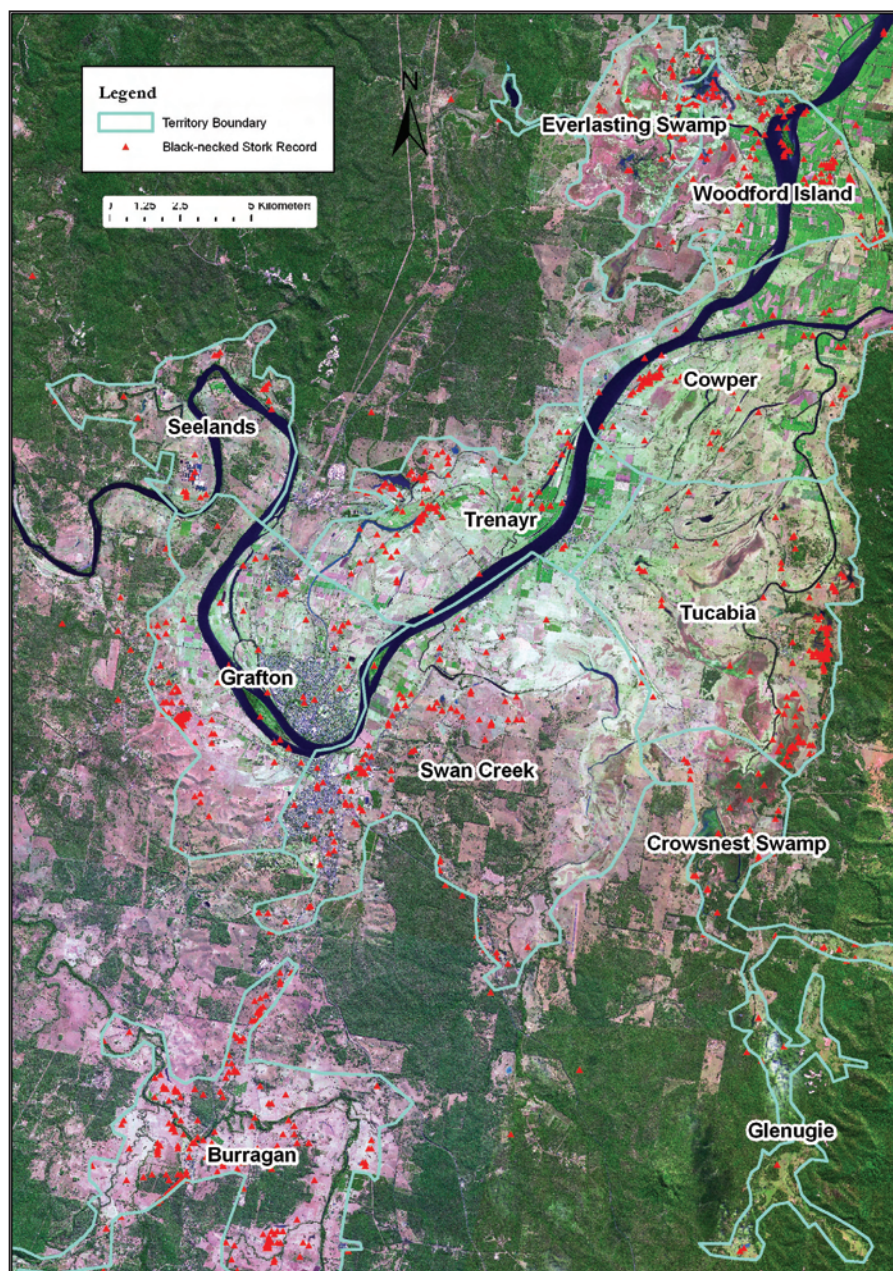 Legend
Territory Boundary
Black-necked Stork Record
N
1.25 2.5 5 Kilometers
Everlasting Swamp
Woodford Island
Cowper
Seelands
Trenayr
Tucabia
Grafton
Swan Creek
Crowsnest Swamp
Glenugie
Burragan